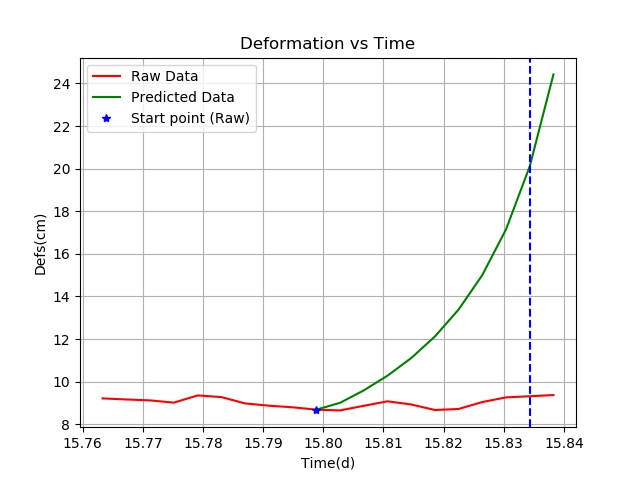 Deformation vs Time
Raw Data
Predicted Data
Start point (Raw)
24
22
20
18
16
14
12
10
8
Defs(cm)
15.76 15.77 15.78 15.79 15.80 15.81 15.82 15.83 15.84
Time(d)